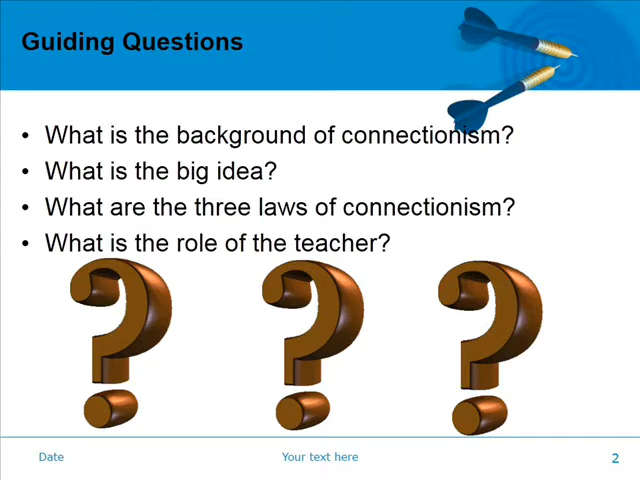 Guiding Questions
• What is the background of connectionism?
• What is the big idea?
• What are the three laws of connectionism?
• What is the role of the teacher?
Date
Your text here
2